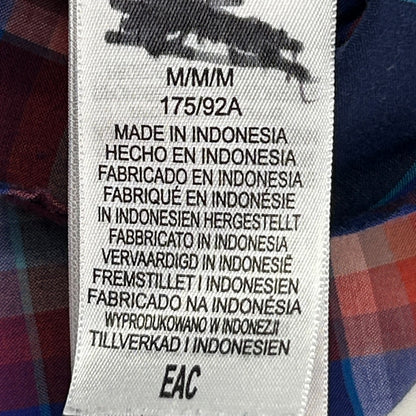 M/M/M
175/92A
MADE IN INDONESIA
HECHO EN INDONESIA
FABRICADO EN INDONESIA
FABRIQUÉ EN INDONÉSIE
IN INDONESIEN HERGESTELLT
FABBRICATO IN INDONESIA
VERVAARDIGD IN INDONESIË
FREMSTILLET I INDONESIEN
FABRICADO NA INDONÉSIA
WYPRODUKOWANO W INDONEZJI
TILLVERKAD I INDONESIEN
EAC